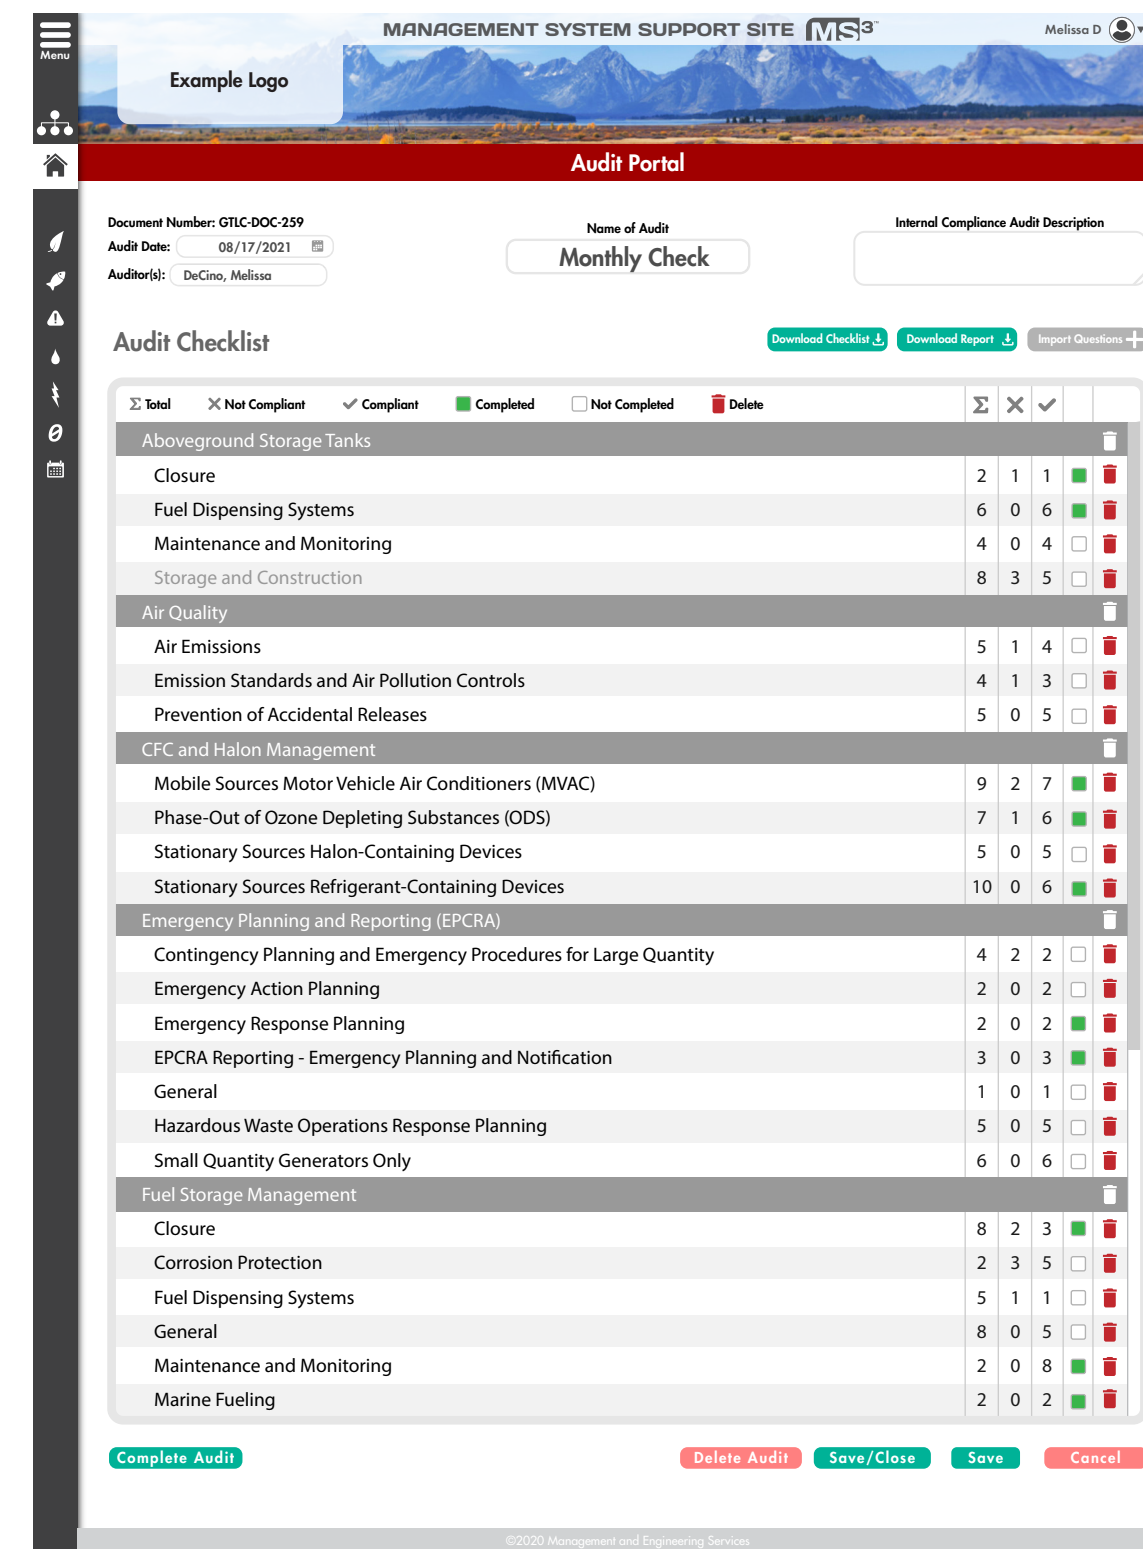 MANAGEMENT SYSTEM SUPPORT SITE MS3™
Melissa D
Menu
Example Logo
Audit Portal
Document Number: GTLC-DOC-259
Audit Date: 08/17/2021
Auditor(s): DeCino, Melissa
Name of Audit
Monthly Check
Internal Compliance Audit Description
Audit Checklist
Download Checklist
Download Report
Import Questions
Σ Total Not Compliant Compliant Completed Not Completed Delete Σ
Aboveground Storage Tanks
Closure 2 1 1
Fuel Dispensing Systems 6 0 6
Maintenance and Monitoring 4 0 4
Storage and Construction 8 3 5
Air Quality
Air Emissions 5 1 4
Emission Standards and Air Pollution Controls 4 1 3
Prevention of Accidental Releases 5 0 5
CFC and Halon Management
Mobile Sources Motor Vehicle Air Conditioners (MVAC) 9 2 7
Phase-Out of Ozone Depleting Substances (ODS) 7 1 6
Stationary Sources Halon-Containing Devices 5 0 5
Stationary Sources Refrigerant-Containing Devices 10 0 6
Emergency Planning and Reporting (EPCRA)
Contingency Planning and Emergency Procedures for Large Quantity 4 2 2
Emergency Action Planning 2 0 2
Emergency Response Planning 2 0 2
EPCRA Reporting - Emergency Planning and Notification 3 0 3
General 1 0 1
Hazardous Waste Operations Response Planning 5 0 5
Small Quantity Generators Only 6 0 6
Fuel Storage Management
Closure 8 2 3
Corrosion Protection 2 3 5
Fuel Dispensing Systems 5 1 1
General 8 0 5
Maintenance and Monitoring 2 0 8
Marine Fueling 2 0 2
Complete Audit
Delete Audit
Save/Close
Save
Cancel
©2020 Management and Engineering Services